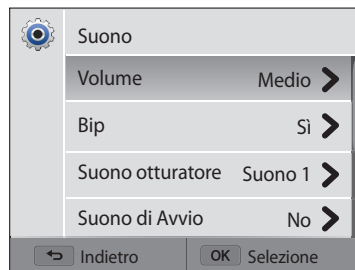 Suono
Volume Medio
Bip Sì
Suono otturatore Suono 1
Suono di Avvio No
Indietro OK Selezione